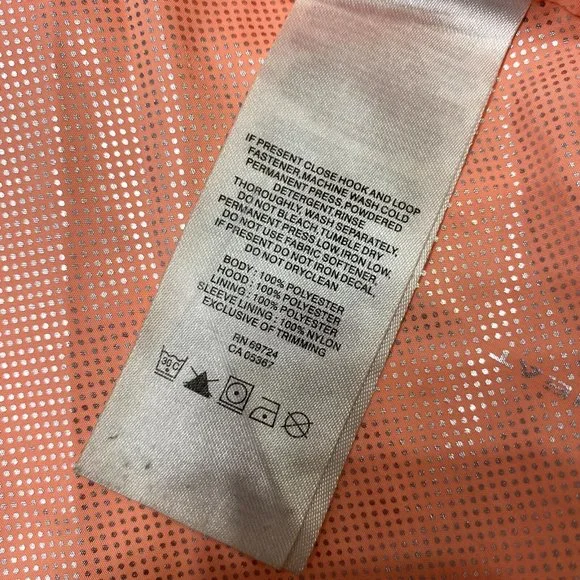 IF PRESENT CLOSE HOOK AND LOOP
FASTENER,MACHINE WASH COLD
PERMANENT PRESS,POWDERED
DETERGENT,RINSE
THOROUGHLY, WASH SEPARATELY,
DO NOT BLEACH,TUMBLE DRY
PERMANENT PRESS LOW, IRON LOW.
DO NOT USE FABRIC SOFTENER,
IF PRESENT DO NOT IRON DECAL.
DO NOT DRYCLEAN
BODY : 100% POLYESTER
HOOD : 100% POLYESTER
LINING : 100% POLYESTER
SLEEVE LINING : 100% NYLON
EXCLUSIVE OF TRIMMING
RN 69724
CA 05367
30C